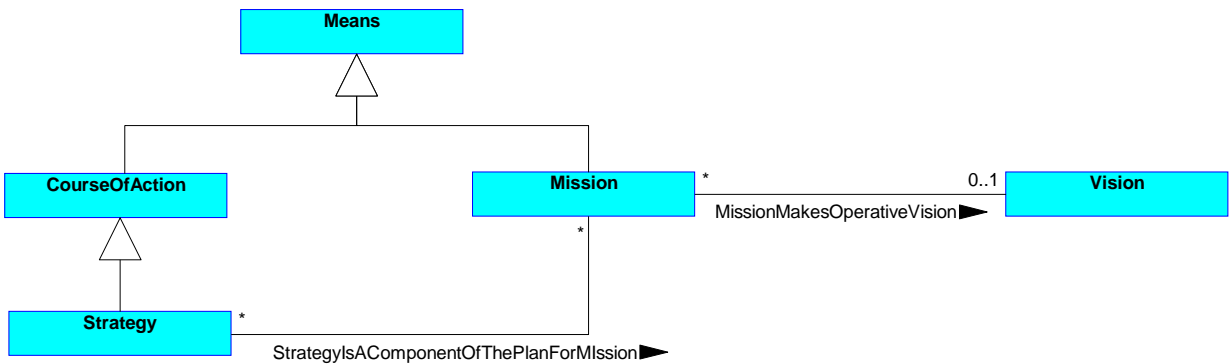 Means
CourseOfAction
Mission
*
0..1
Vision
MissionMakesOperativeVision
*
Strategy
*
StrategyIsAComponentOfThePlanForMIssion